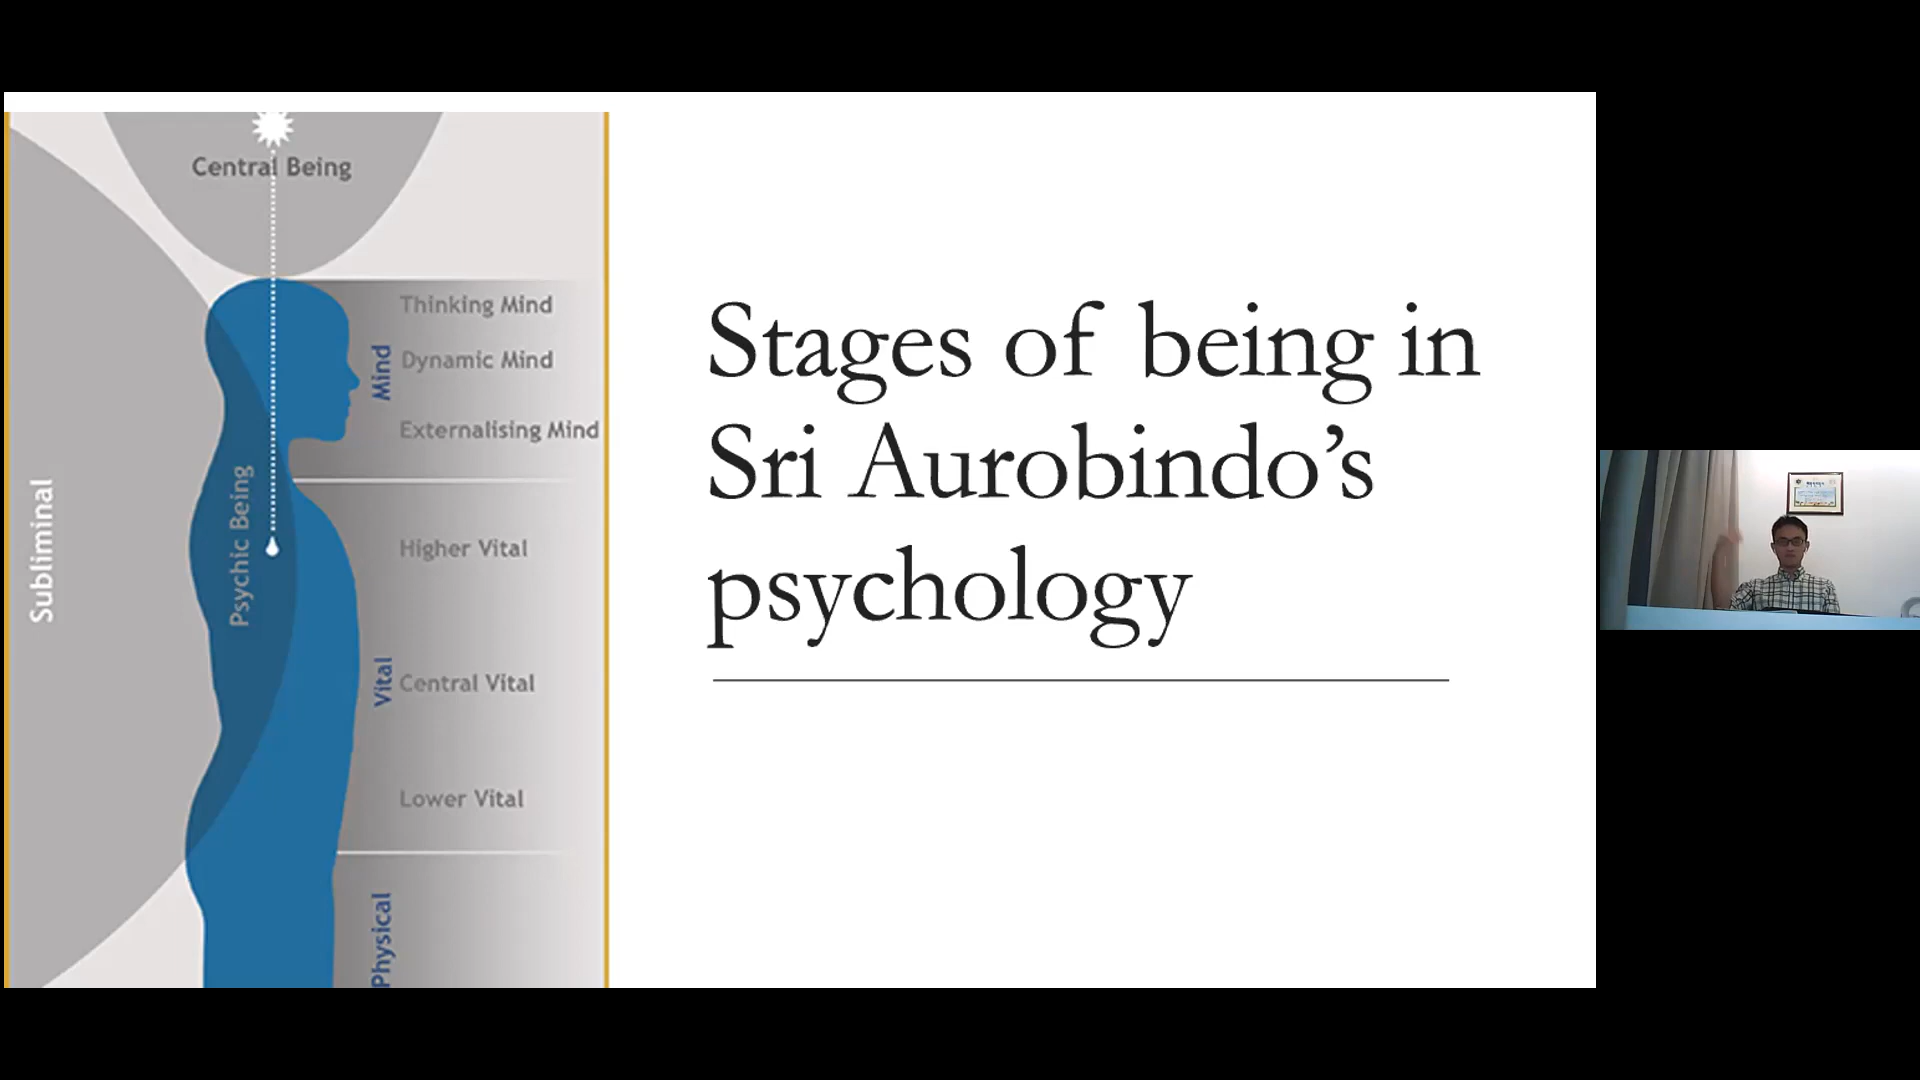 Central Being
Thinking Mind
Dynamic Mind
Externalising Mind
Mind
Higher Vital
Central Vital
Lower Vital
Vital
Physical
Psychic Being
Subliminal
Stages of being in
Sri Aurobindo’s
psychology